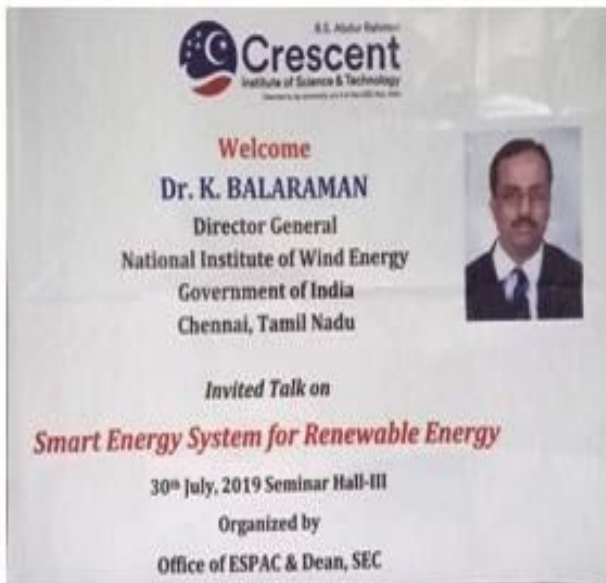 B.S. Abdur Rahman
Crescent
Institute of Science & Technology
Welcome
Dr. K. BALARAMAN
Director General
National Institute of Wind Energy
Government of India
Chennai, Tamil Nadu
Invited Talk on
Smart Energy System for Renewable Energy
30th July, 2019 Seminar Hall-III
Organized by
Office of ESPAC & Dean, SEC